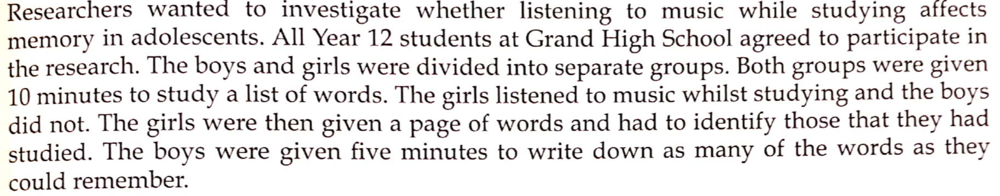 Researchers wanted to investigate whether listening to music while studying affects
memory in adolescents. All Year 12 students at Grand High School agreed to participate in
the research. The boys and girls were divided into separate groups. Both groups were given
10 minutes to study a list of words. The girls listened to music whilst studying and the boys
did not. The girls were then given a page of words and had to identify those that they had
studied. The boys were given five minutes to write down as many of the words as they
could remember.